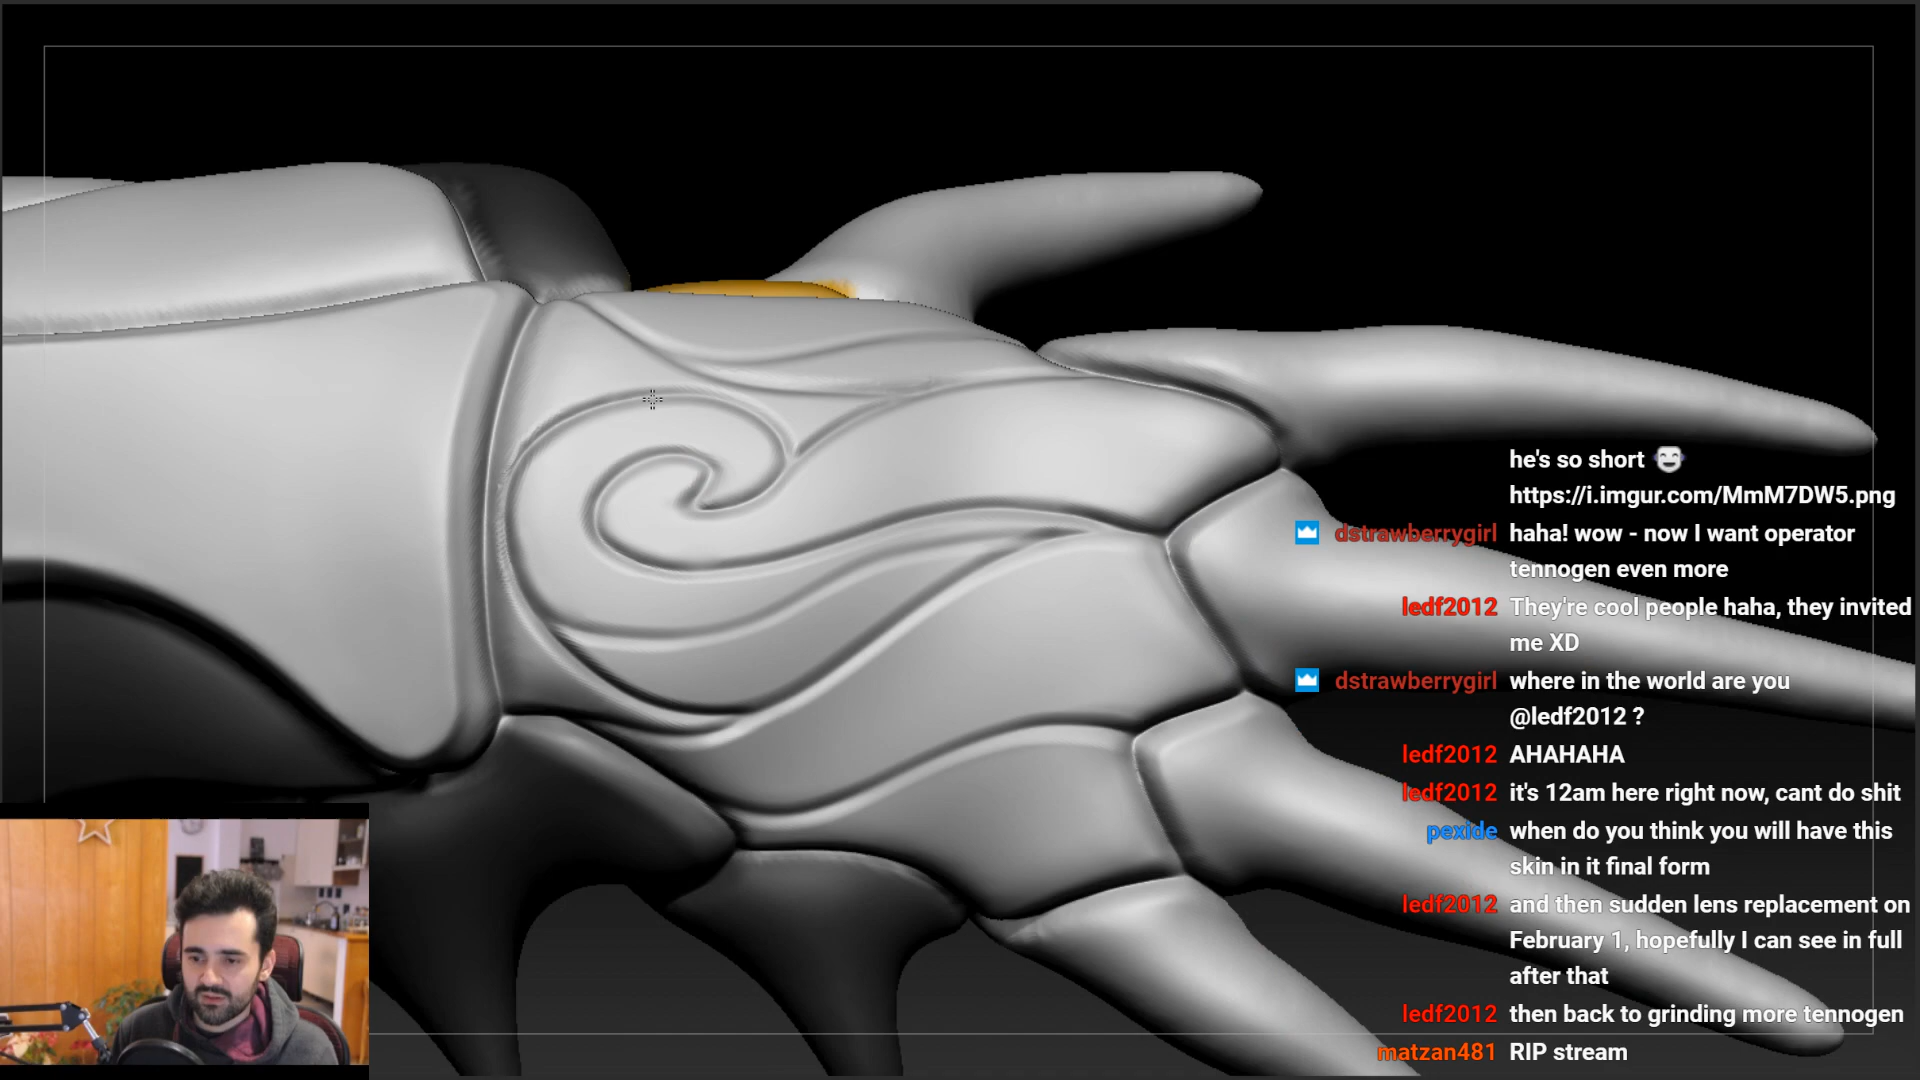 he's so short
https://i.imgur.com/MmM7DW5.png
dstrawberrygirl haha! wow - now I want operator
tennogen even more
ledf2012 They're cool people haha, they invited
me XD
dstrawberrygirl where in the world are you
@ledf2012 ?
ledf2012 AHAHAHA
ledf2012 it's 12am here right now, cant do shit
pexide when do you think you will have this
skin in it final form
ledf2012 and then sudden lens replacement on
February 1, hopefully I can see in full
after that
ledf2012 then back to grinding more tennogen
matzan481 RIP stream